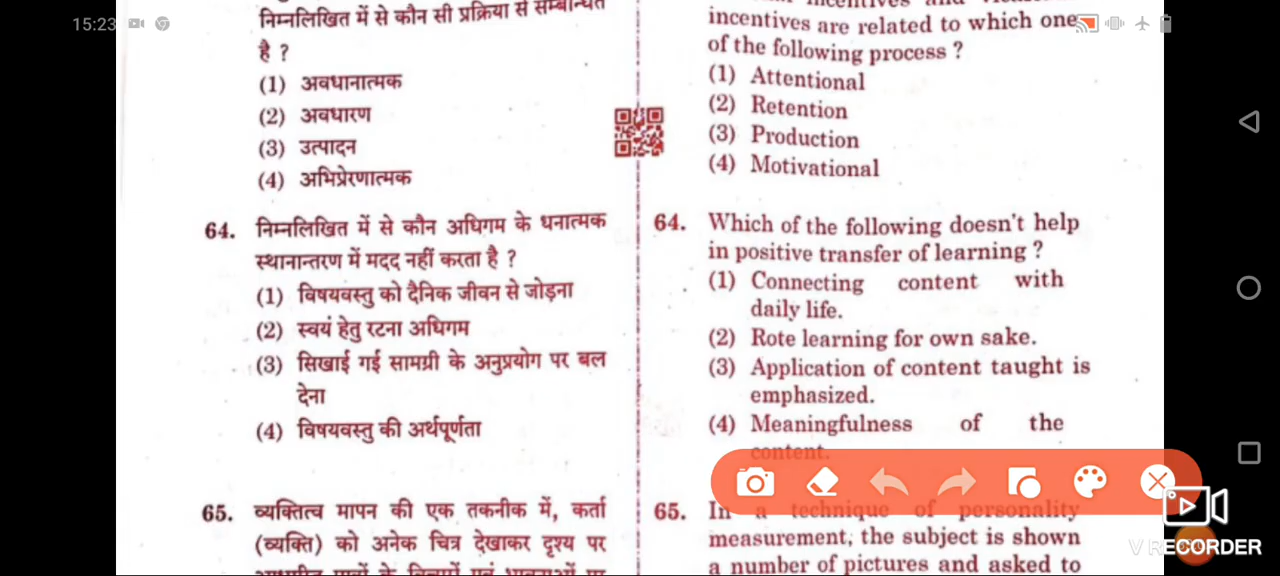 15:23
निम्नलिखित में से कौन सी प्रक्रिया से सम्बन्धित
है ?
(1) अवधानात्मक
(2) अवधारण
(3) उत्पादन
(4) अभिप्रेरणात्मक
64. निम्नलिखित में से कौन अधिगम के धनात्मक
स्थानान्तरण में मदद नहीं करता है ?
(1) विषयवस्तु को दैनिक जीवन से जोड़ना
(2) स्वयं हेतु रटना अधिगम
(3) सिखाई गई सामग्री के अनुप्रयोग पर बल
देना
(4) विषयवस्तु की अर्थपूर्णता
65. व्यक्तित्व मापन की एक तकनीक में, कर्ता
(व्यक्ति) को अनेक चित्र देखाकर दृश्य पर
incentives and
incentives are related to which one
of the following process ?
(1) Attentional
(2) Retention
(3) Production
(4) Motivational
64. Which of the following doesn't help
in positive transfer of learning ?
(1) Connecting content with
daily life.
(2) Rote learning for own sake.
(3) Application of content taught is
emphasized.
(4) Meaningfulness of the
content.
65. In a technique of personality
measurement, the subject is shown
a number of pictures and asked to
V RECORDER